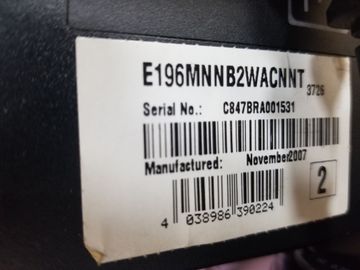 E196MNNB2WACNNT 3726
Serial No.: C847BRA001531
Manufactured: November2007
2
4 038986 390224